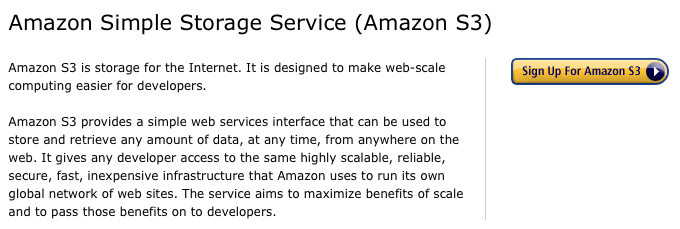 Amazon Simple Storage Service (Amazon S3)
Amazon S3 is storage for the Internet. It is designed to make web-scale
computing easier for developers.
Sign Up For Amazon S3
Amazon S3 provides a simple web services interface that can be used to
store and retrieve any amount of data, at any time, from anywhere on the
web. It gives any developer access to the same highly scalable, reliable,
secure, fast, inexpensive infrastructure that Amazon uses to run its own
global network of web sites. The service aims to maximize benefits of scale
and to pass those benefits on to developers.